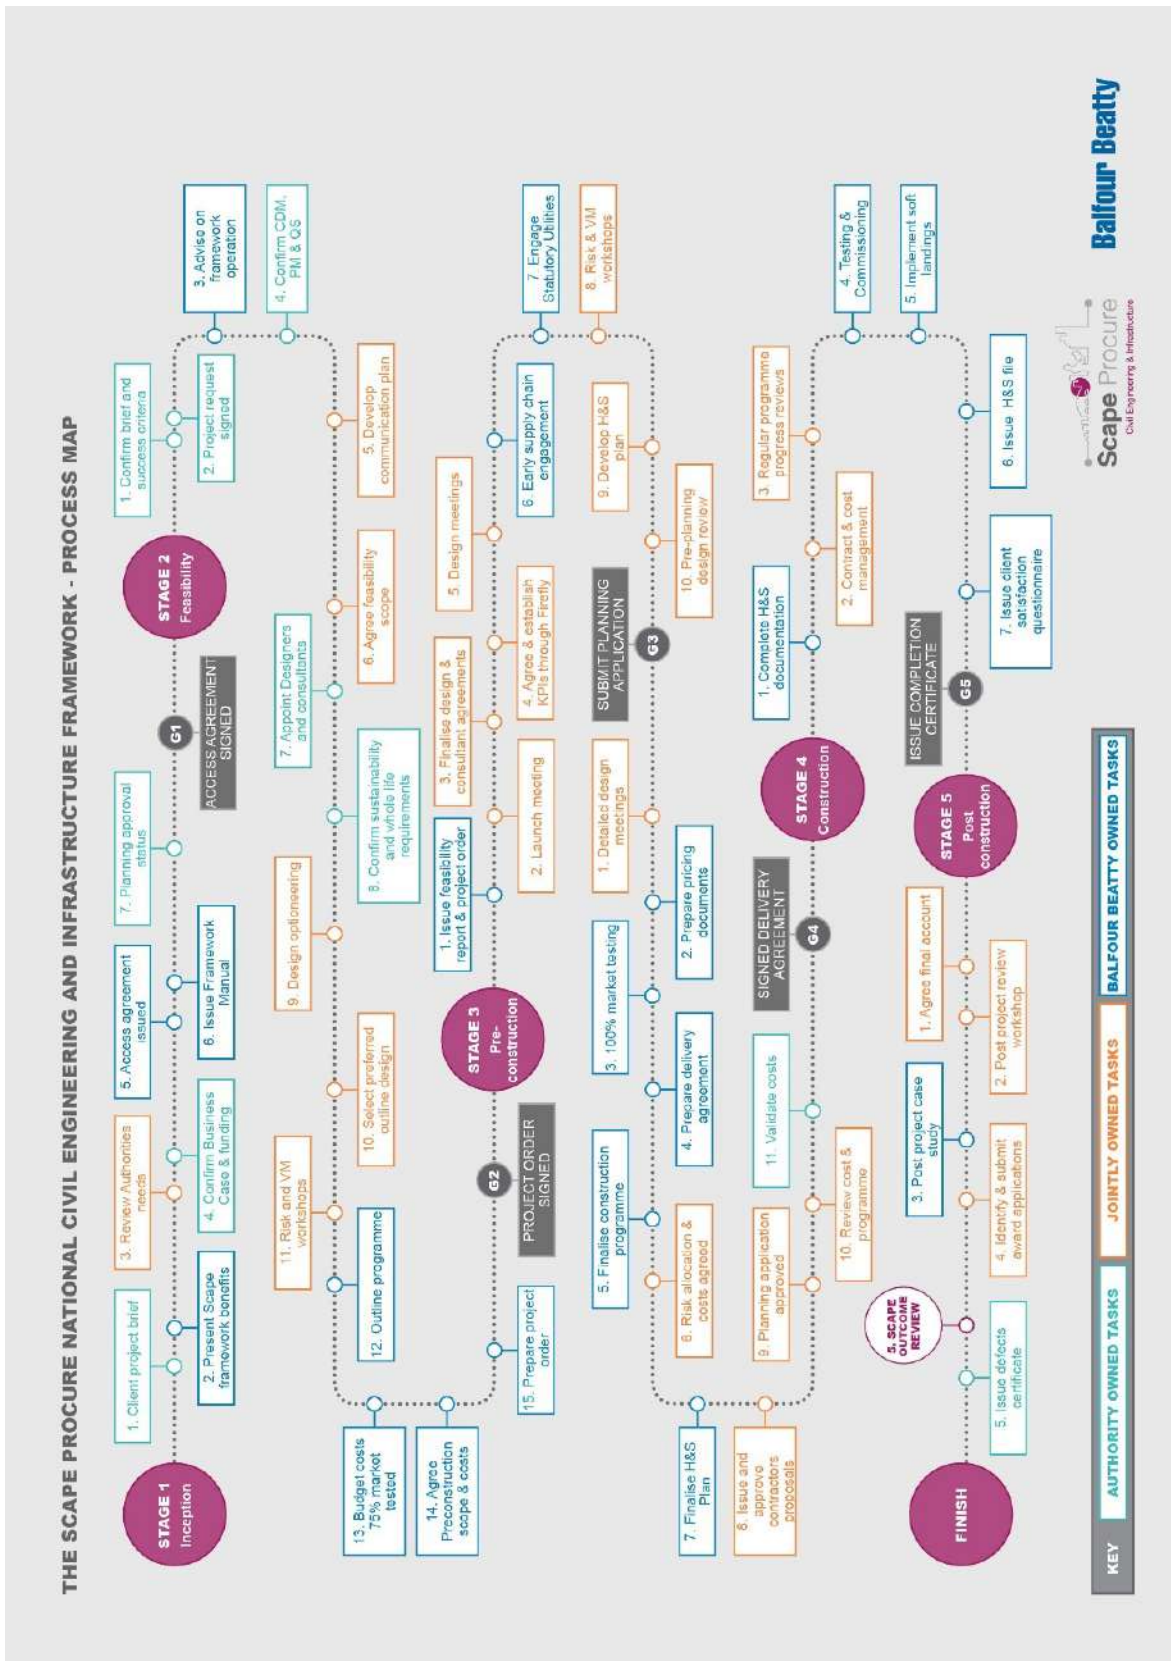 THE SCAPE PROCURE NATIONAL CIVIL ENGINEERING AND INFRASTRUCTURE FRAMEWORK - PROCESS MAP
STAGE 1
Inception
1. Client project brief
2. Present Scape
framework benefits
3. Review Authorities
needs
4. Confirm Business
Case & funding
5. Access agreement
issued
6. Issue Framework
Manual
7. Planning approval
status
G1
ACCESS AGREEMENT
SIGNED
STAGE 2
Feasibility
1. Confirm brief and
success criteria
2. Project request
signed
3. Advise on
framework
operation
4. Confirm CDM,
PM & QS
5. Develop
communication plan
6. Agree feasibility
scope
7. Appoint Designers
and consultants
8. Confirm sustainability
and whole life
requirements
9. Design optioneering
10. Select preferred
outline design
11. Risk and VM
workshops
12. Outline programme
13. Budget costs
75% market
tested
14. Agree
Preconstruction
scope & costs
15. Prepare project
order
G2
PROJECT ORDER
SIGNED
STAGE 3
Pre-
construction
1. Issue feasibility
report & project order
2. Launch meeting
3. Finalise design &
consultant agreements
4. Agree & establish
KPIs through Firefly
5. Design meetings
6. Early supply chain
engagement
7. Engage
Statutory Utilities
8. Risk & VM
workshops
9. Develop H&S
plan
10. Pre-planning
design review
G3
SUBMIT PLANNING
APPLICATION
1. Detailed design
meetings
2. Prepare pricing
documents
3. 100% market testing
4. Prepare delivery
agreement
5. Finalise construction
programme
6. Risk allocation &
costs agreed
7. Finalise H&S
Plan
8. Issue and
approve
contractors
proposals
9. Planning application
approved
10. Review cost &
programme
11. Validate costs
G4
SIGNED DELIVERY
AGREEMENT
STAGE 4
Construction
1. Complete H&S
documentation
2. Contract & cost
management
3. Regular programme
progress reviews
4. Testing &
Commissioning
5. Implement soft
landings
6. Issue H&S file
7. Issue client
satisfaction
questionnaire
G5
ISSUE COMPLETION
CERTIFICATE
STAGE 5
Post
construction
1. Agree final account
2. Post project review
workshop
3. Post project case
study
4. Identify & submit
award applications
5. SCAPE
OUTCOME
REVIEW
5. Issue defects
certificate
FINISH
KEY
AUTHORITY OWNED TASKS
JOINTLY OWNED TASKS
BALFOUR BEATTY OWNED TASKS
Scape Procure
Civil Engineering & Infrastructure
Balfour Beatty